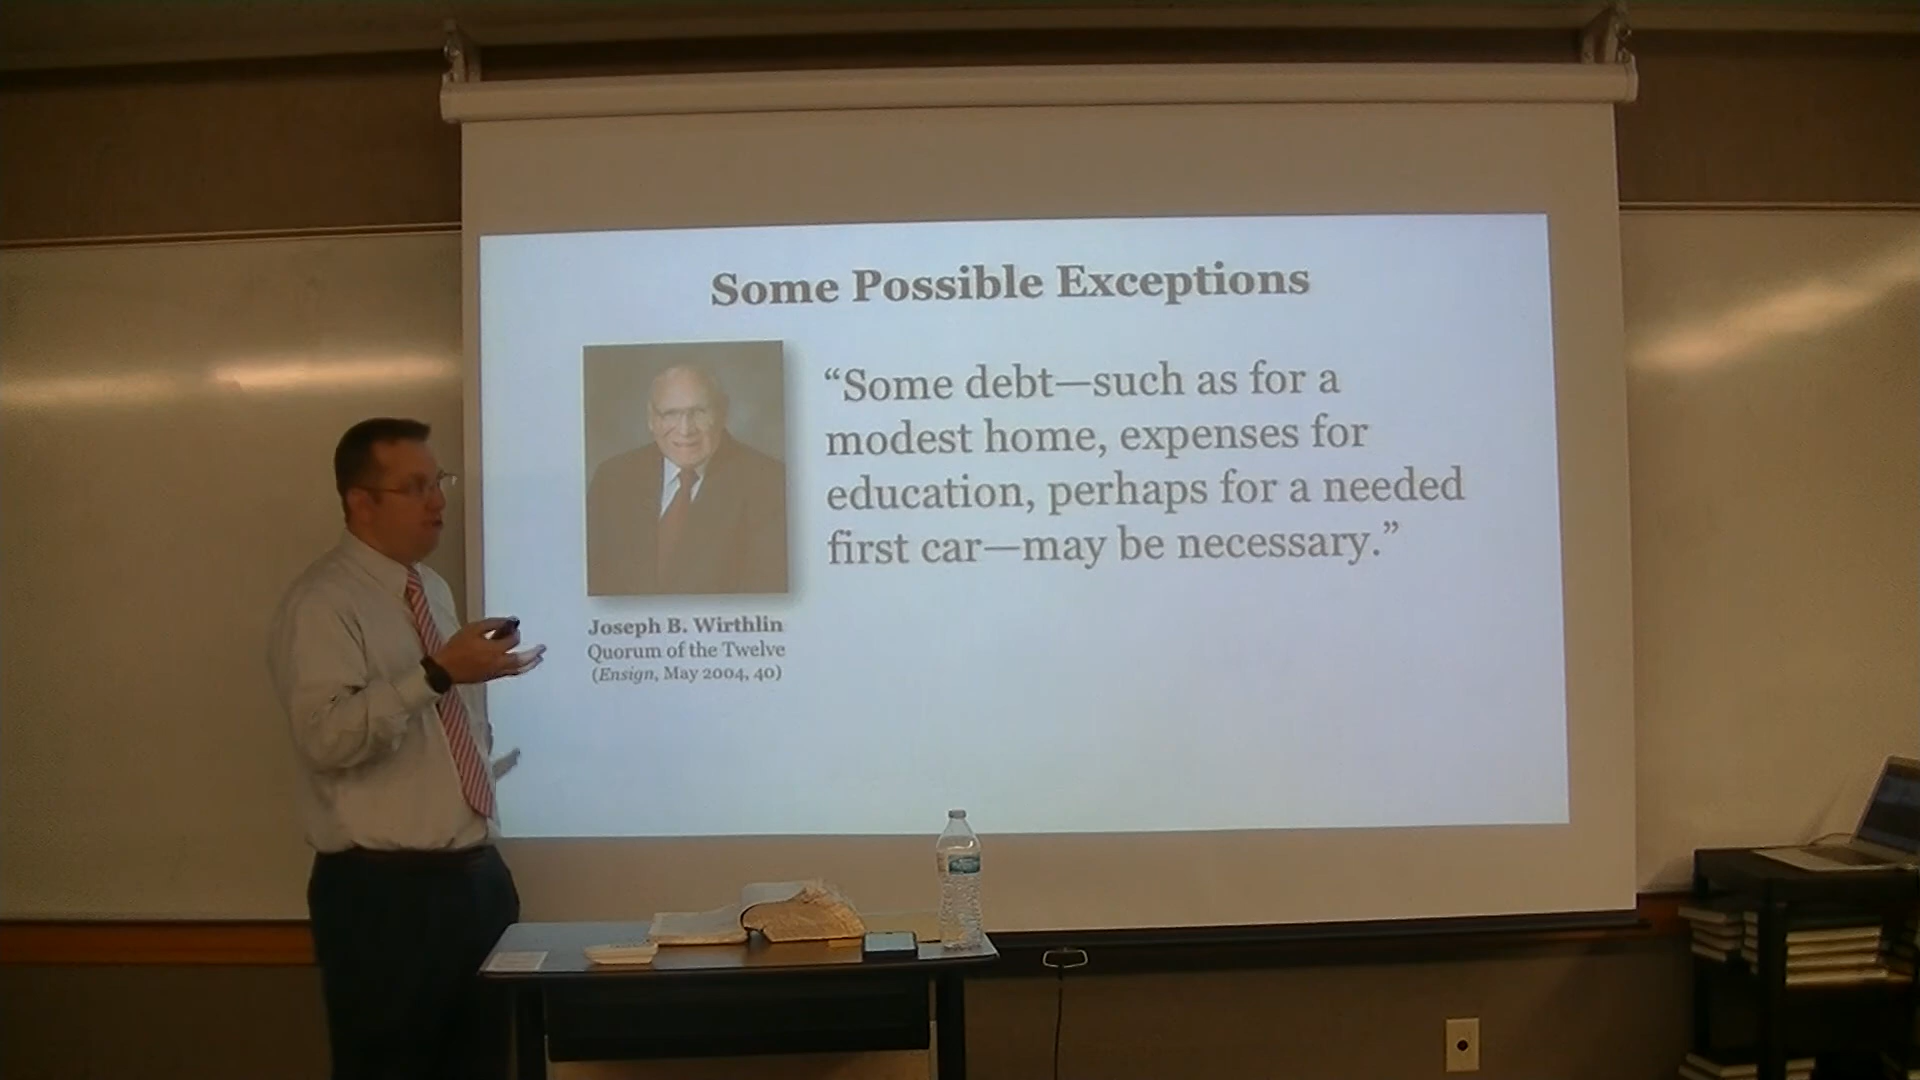 Some Possible Exceptions
“Some debt—such as for a
modest home, expenses for
education, perhaps for a needed
first car—may be necessary.”
Joseph B. Wirthlin
Quorum of the Twelve
(Ensign, May 2004, 40)